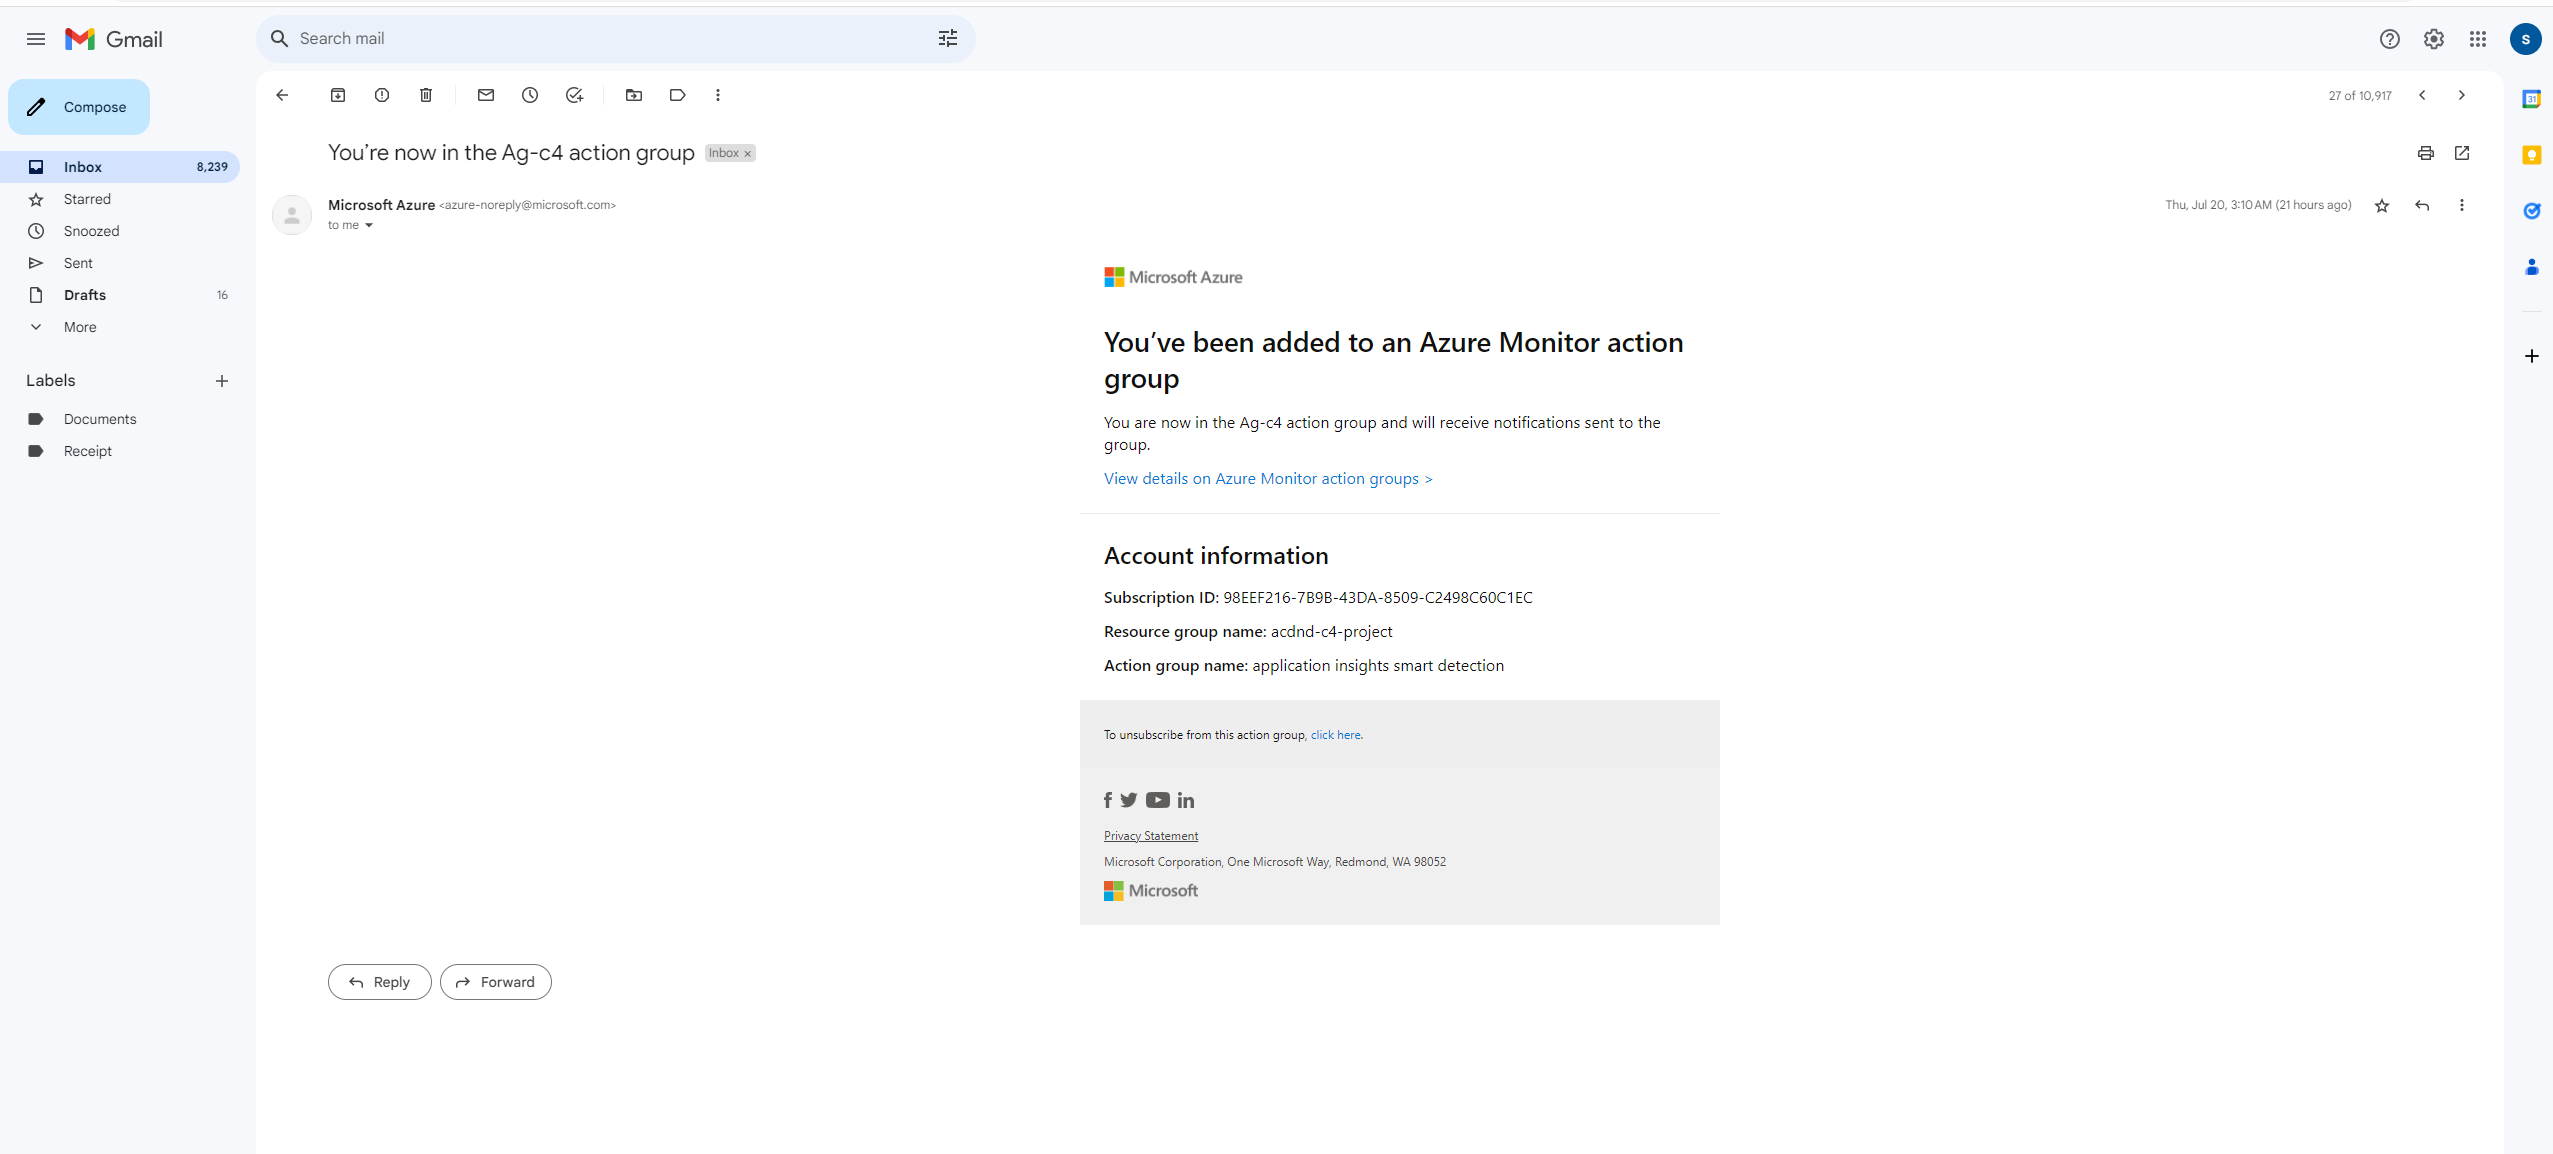 Gmail
Search mail
Compose
Inbox 8,239
Starred
Snoozed
Sent
Drafts 16
More
Labels
Documents
Receipt
27 of 10,917
You’re now in the Ag-c4 action group Inbox ×
Microsoft Azure <azure-noreply@microsoft.com>
to me
Thu, Jul 20, 3:10 AM (21 hours ago)
S
31
Microsoft Azure
You’ve been added to an Azure Monitor action
group
You are now in the Ag-c4 action group and will receive notifications sent to the
group.
View details on Azure Monitor action groups >
Account information
Subscription ID: 98EEF216-7B9B-43DA-8509-C2498C60C1EC
Resource group name: acdnd-c4-project
Action group name: application insights smart detection
To unsubscribe from this action group, click here.
f in
Privacy Statement
Microsoft Corporation, One Microsoft Way, Redmond, WA 98052
Microsoft
Reply Forward